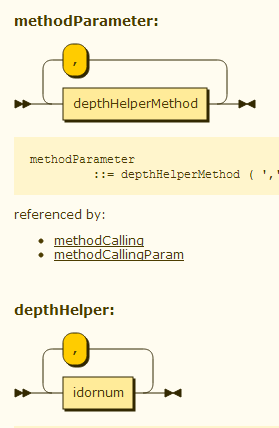 methodParameter:
,
depthHelperMethod
methodParameter
::= depthHelperMethod ( ','
referenced by:
methodCalling
methodCallingParam
depthHelper:
,
idornum